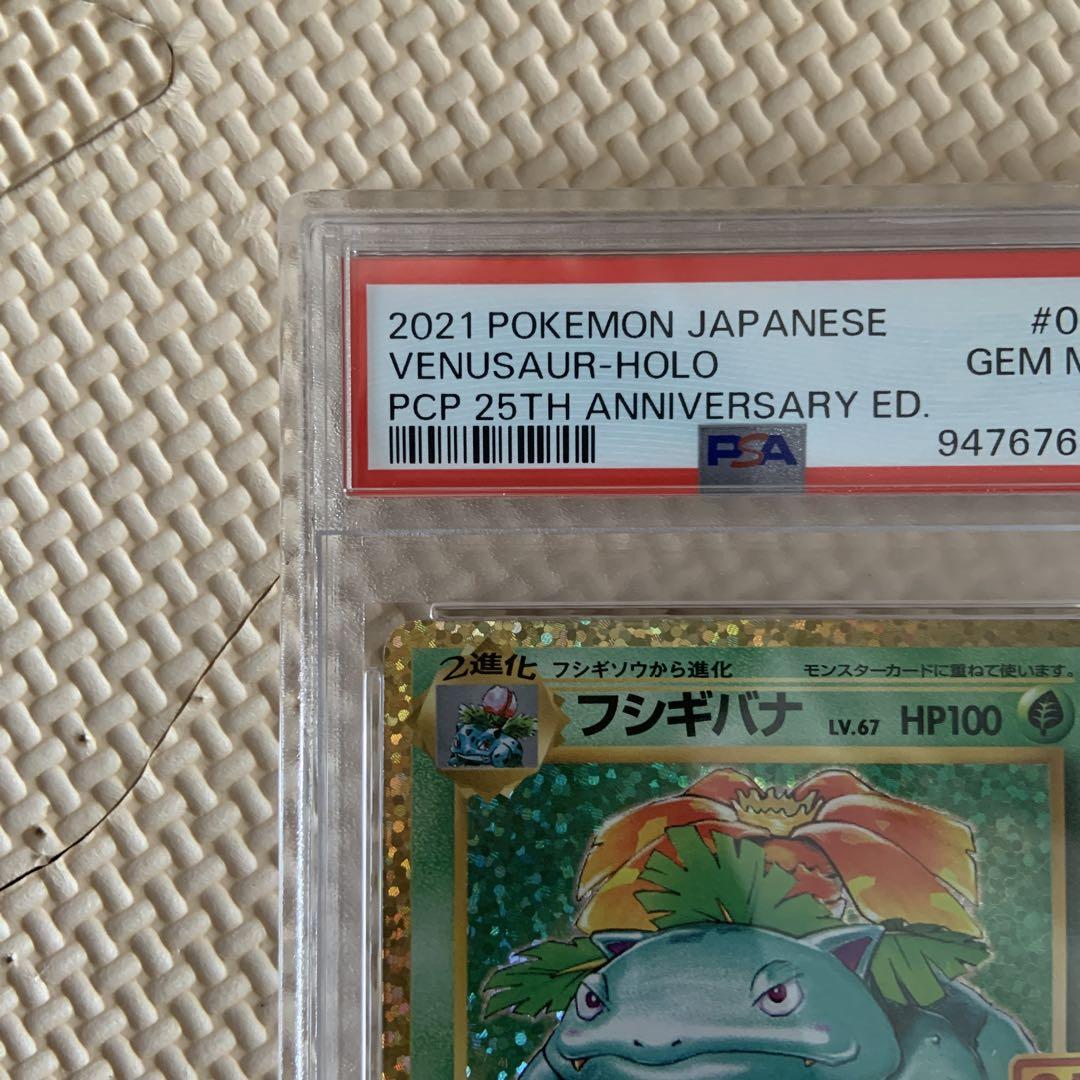 2021 POKEMON JAPANESE #0
VENUSAUR-HOLO GEM M
PCP 25TH ANNIVERSARY ED.
PSA 947676
2進化 フシギソウから進化 モンスターカードに重ねて使います。
フシギバナ LV.67 HP100